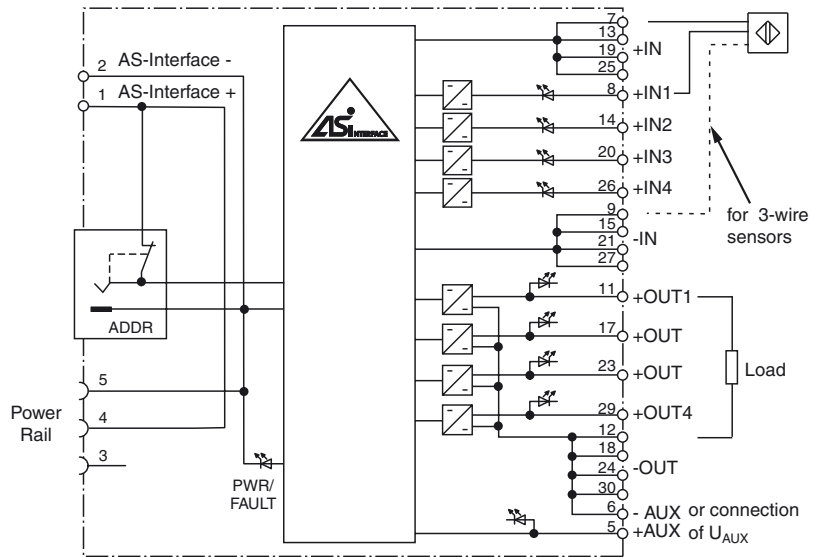 2 AS-Interface -
1 AS-Interface +
ASi INTERFACE
ADDR
Power
Rail
5
4
3
PWR/
FAULT
7
13
19 +IN
25
8 +IN1
14 +IN2
20 +IN3
26 +IN4
9
15
21 -IN
27
for 3-wire
sensors
11 +OUT1
17 +OUT
23 +OUT
29 +OUT4
Load
12
18
24 -OUT
30
6 - AUX or connection
5 +AUX of UAUX